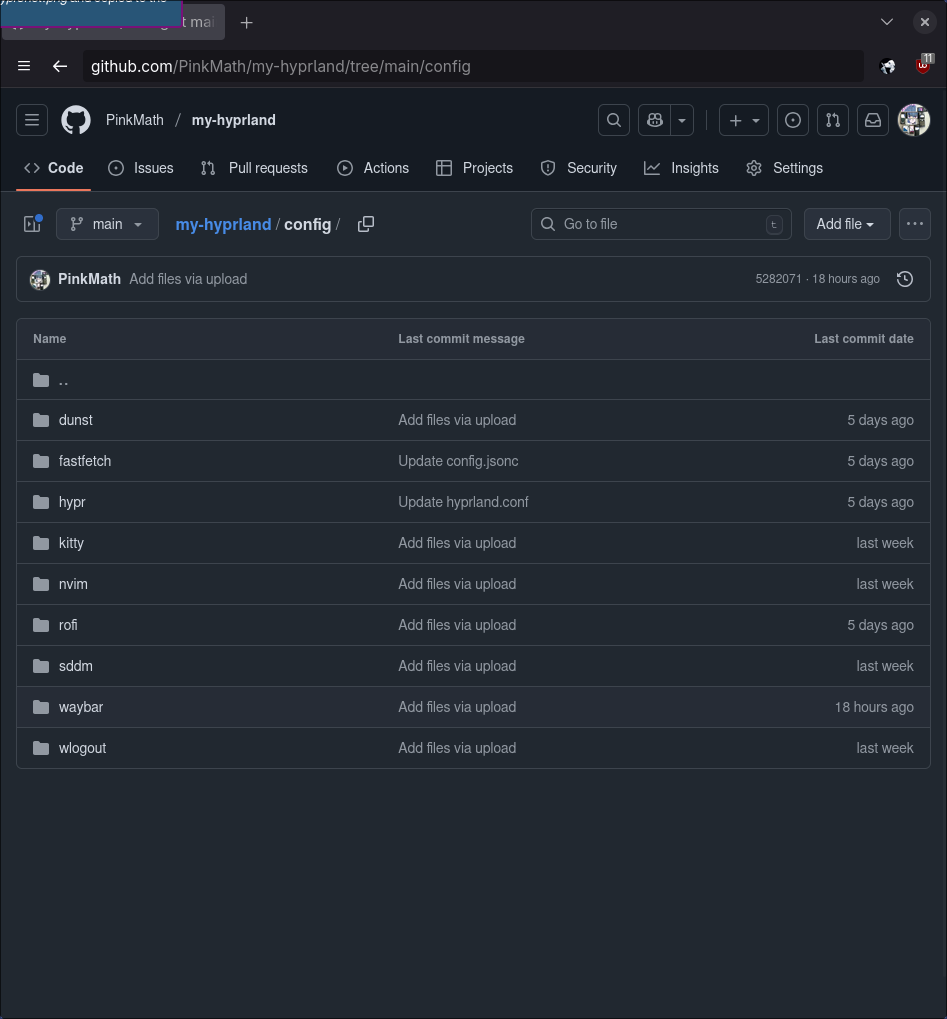 and copied to the
t mai
github.com/PinkMath/my-hyprland/tree/main/config
11
PinkMath / my-hyprland
Code Issues Pull requests Actions Projects Security Insights Settings
main my-hyprland / config / Go to file t Add file
PinkMath Add files via upload 5282071 · 18 hours ago
Name Last commit message Last commit date
..
dunst Add files via upload 5 days ago
fastfetch Update config.jsonc 5 days ago
hypr Update hyprland.conf 5 days ago
kitty Add files via upload last week
nvim Add files via upload last week
rofi Add files via upload 5 days ago
sddm Add files via upload last week
waybar Add files via upload 18 hours ago
wlogout Add files via upload last week